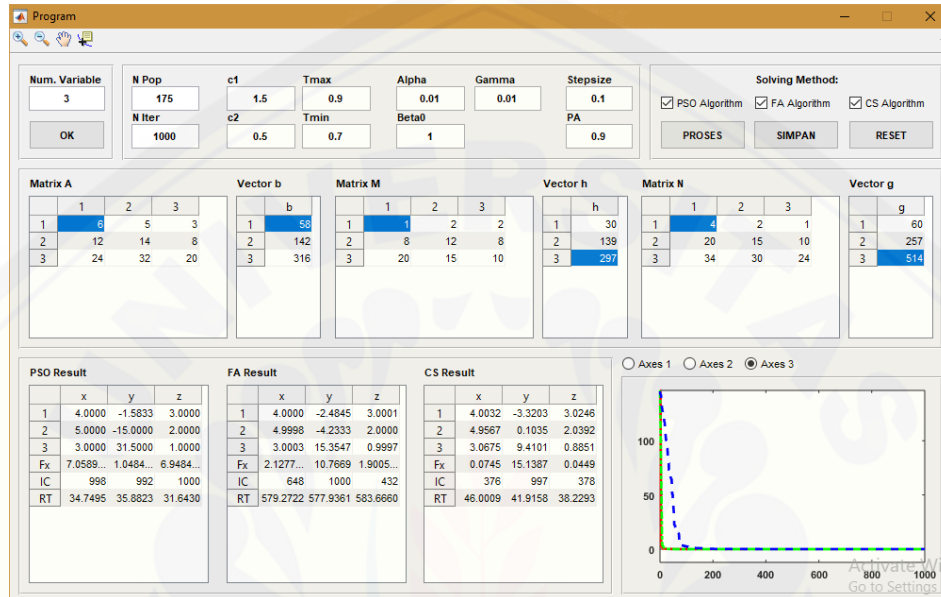 Program
Num. Variable
3
OK
N Pop c1 Tmax Alpha Gamma Stepsize
175 1.5 0.9 0.01 0.01 0.1
N Iter c2 Tmin Beta0 PA
1000 0.5 0.7 1 0.9
Solving Method:
PSO Algorithm FA Algorithm CS Algorithm
PROSES SIMPAN RESET
Matrix A
1 2 3
1 6 5 3
2 12 14 8
3 24 32 20
Vector b
b
1 58
2 142
3 316
Matrix M
1 2 3
1 1 2 2
2 8 12 8
3 20 15 10
Vector h
h
1 30
2 139
3 297
Matrix N
1 2 3
1 4 2 1
2 20 15 10
3 34 30 24
Vector g
g
1 60
2 257
3 514
PSO Result
x y z
1 4.0000 -1.5833 3.0000
2 5.0000 -15.0000 2.0000
3 3.0000 31.5000 1.0000
Fx 7.0589... 1.0484... 6.9484...
IC 998 992 1000
RT 34.7495 35.8823 31.6430
FA Result
x y z
1 4.0000 -2.4845 3.0001
2 4.9998 -4.2333 2.0000
3 3.0003 15.3547 0.9997
Fx 2.1277... 10.7669 1.9005...
IC 648 1000 432
RT 579.2722 577.9361 583.6660
CS Result
x y z
1 4.0032 -3.3203 3.0246
2 4.9567 0.1035 2.0392
3 3.0675 9.4101 0.8851
Fx 0.0745 15.1387 0.0449
IC 376 997 378
RT 46.0009 41.9158 38.2293
Axes 1 Axes 2 Axes 3
100
50
0
0 200 400 600 800 1000
Activate Wi
Go to Settings
UNIVERSITAS